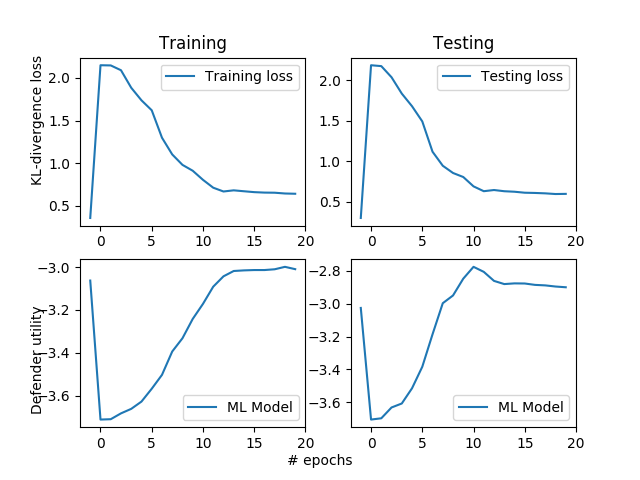 Training
Testing
KL-divergence loss
2.0
1.5
1.0
0.5
Training loss
0 5 10 15 20
2.0
1.5
1.0
0.5
Testing loss
0 5 10 15 20
Defender utility
−3.0
−3.2
−3.4
−3.6
ML Model
0 5 10 15 20
−2.8
−3.0
−3.2
−3.4
−3.6
ML Model
0 5 10 15 20
# epochs